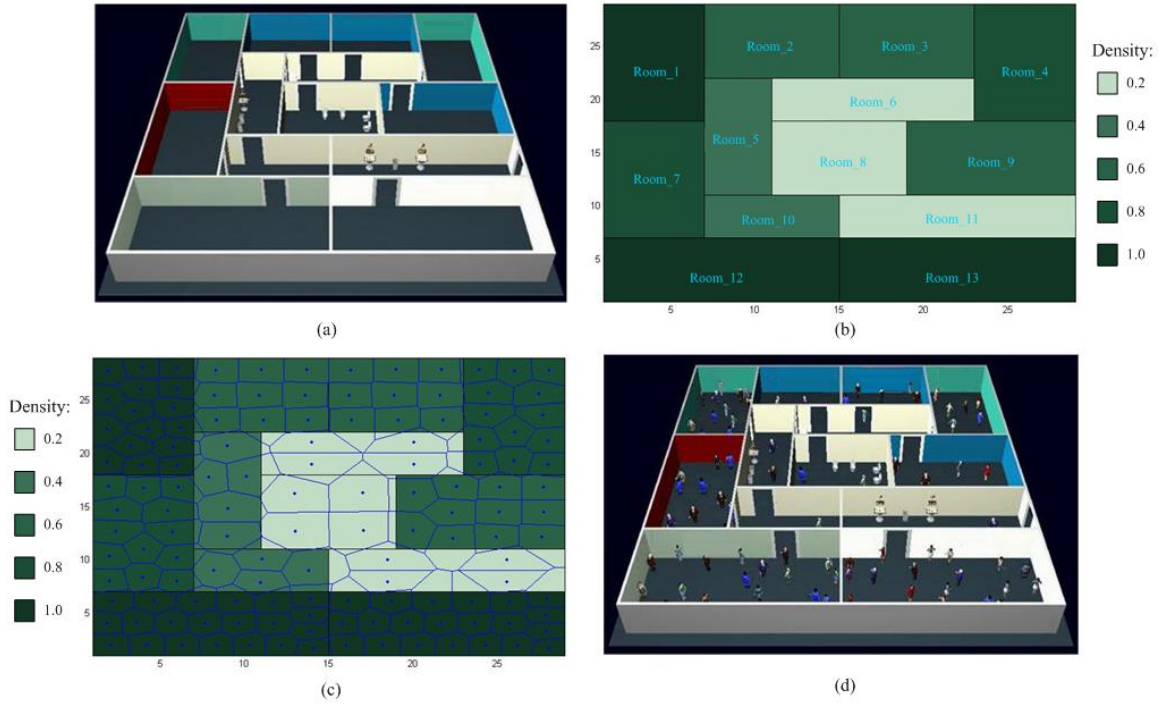 25
20
15
10
5
Room_1
Room_2
Room_3
Room_4
Room_5
Room_6
Room_7
Room_8
Room_9
Room_10
Room_11
Room_12
Room_13
5 10 15 20 25
Density:
0.2
0.4
0.6
0.8
1.0
(a)
(b)
Density:
0.2
0.4
0.6
0.8
1.0
25
20
15
10
5
5 10 15 20 25
(c)
(d)